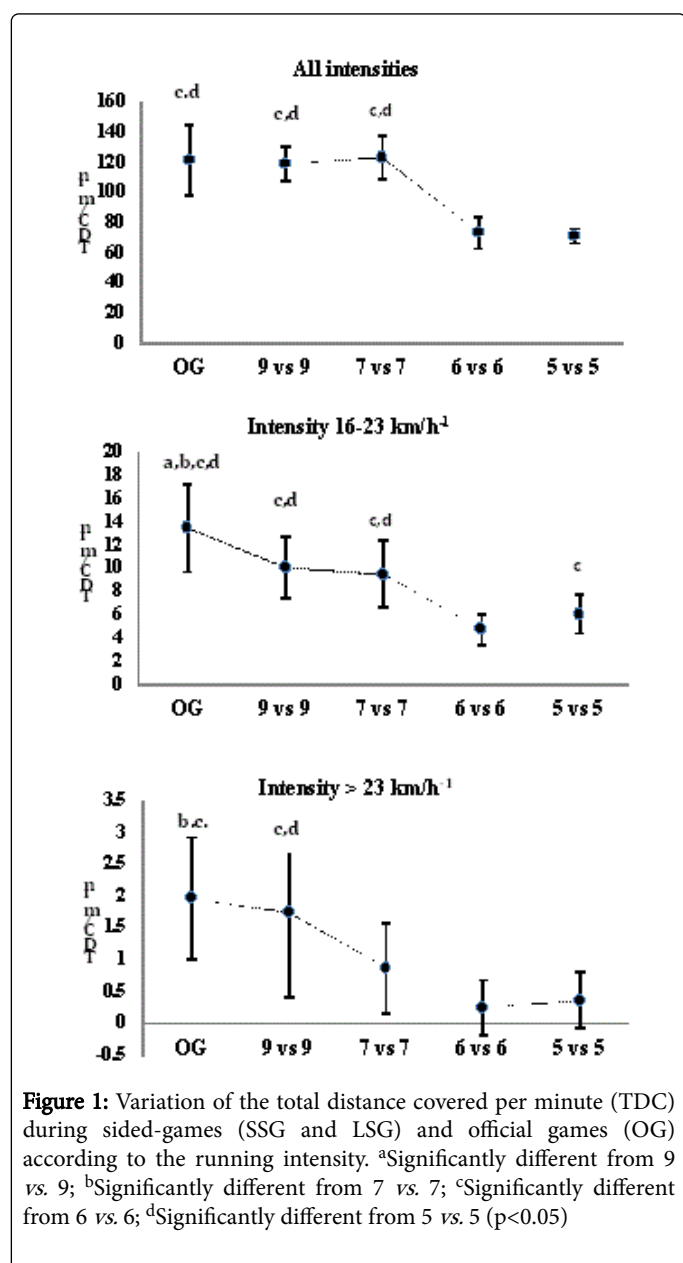 All intensities
c,d
c,d
c,d
160
140
120
100
80
60
40
20
0
OG 9 vs 9 7 vs 7 6 vs 6 5 vs 5
Intensity 16-23 km/h-1
a,b,c,d
c,d
c,d
c
20
18
16
14
12
10
8
6
4
2
0
OG 9 vs 9 7 vs 7 6 vs 6 5 vs 5
Intensity > 23 km/h-1
b,c.
c,d
3.5
3
2.5
2
1.5
1
0.5
0
-0.5
OG 9 vs 9 7 vs 7 6 vs 6 5 vs 5
Figure 1: Variation of the total distance covered per minute (TDC)
during sided-games (SSG and LSG) and official games (OG)
according to the running intensity. aSignificantly different from 9
vs. 9; bSignificantly different from 7 vs. 7; cSignificantly different
from 6 vs. 6; dSignificantly different from 5 vs. 5 (p<0.05)